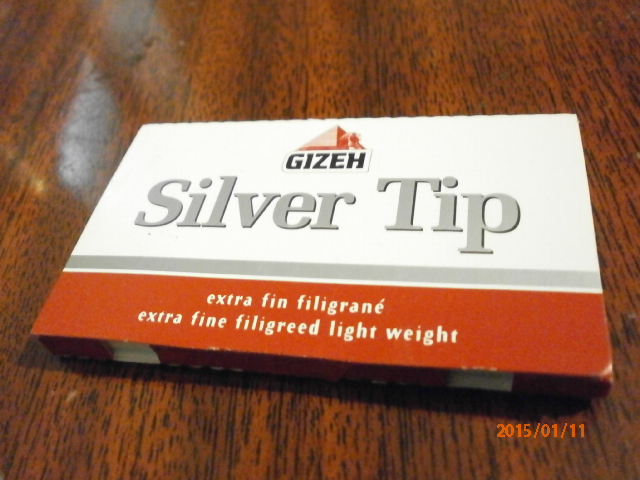 GIZEH
Silver Tip
extra fin filigrané
extra fine filigreed light weight
2015/01/11